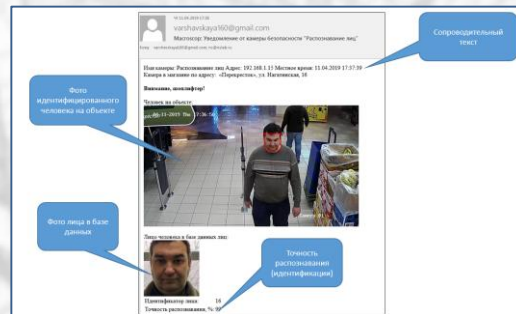 varshavskaya160@gmail.com
Макроскоп: Уведомление от камеры безопасности "Распознавание лиц"
Сопроводительный
текст
Имя камеры: Распознавание лиц Адрес: 192.168.1.15 Местное время: 11.04.2019 17:37:39
Камера в магазине по адресу: «Перекресток», ул. Нагатинская, 16
Внимание, шоплифтер!
Человек на объекте:
Фото
идентифицированного
человека на объекте
Фото лица в базе
данных
Лицо человека в базе данных лиц:
Точность
распознавания
(идентификации)
Идентификатор лица: 16
Точность распознавания, %: 99